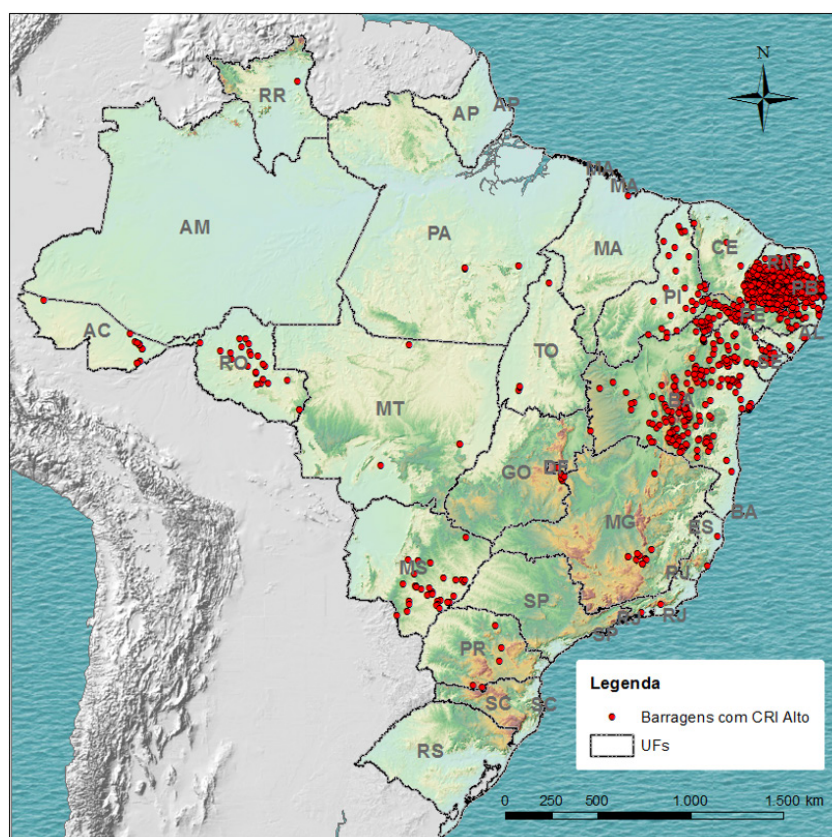 N
RR
AP
AP
AM
PA
MA
MA
MA
CE
RN
PB
PI
PE
AL
SE
AC
RO
TO
MT
BA
GO
DF
MG
ES
BA
MS
SP
RJ
RJ
RJ
SP
PR
SC
SC
RS
Legenda
Barragens com CRI Alto
UFs
0 250 500 1.000 1.500 km